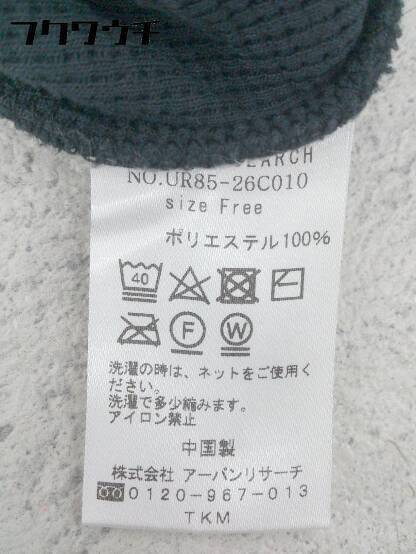 フクワウチ
EARCH
NO.UR85-26C010
size Free
ポリエステル100%
40
F W
洗濯の時は、ネットをご使用く
ださい。
洗濯で多少縮みます。
アイロン禁止
中国製
株式会社 アーバンリサーチ
0120-967-013
TKM